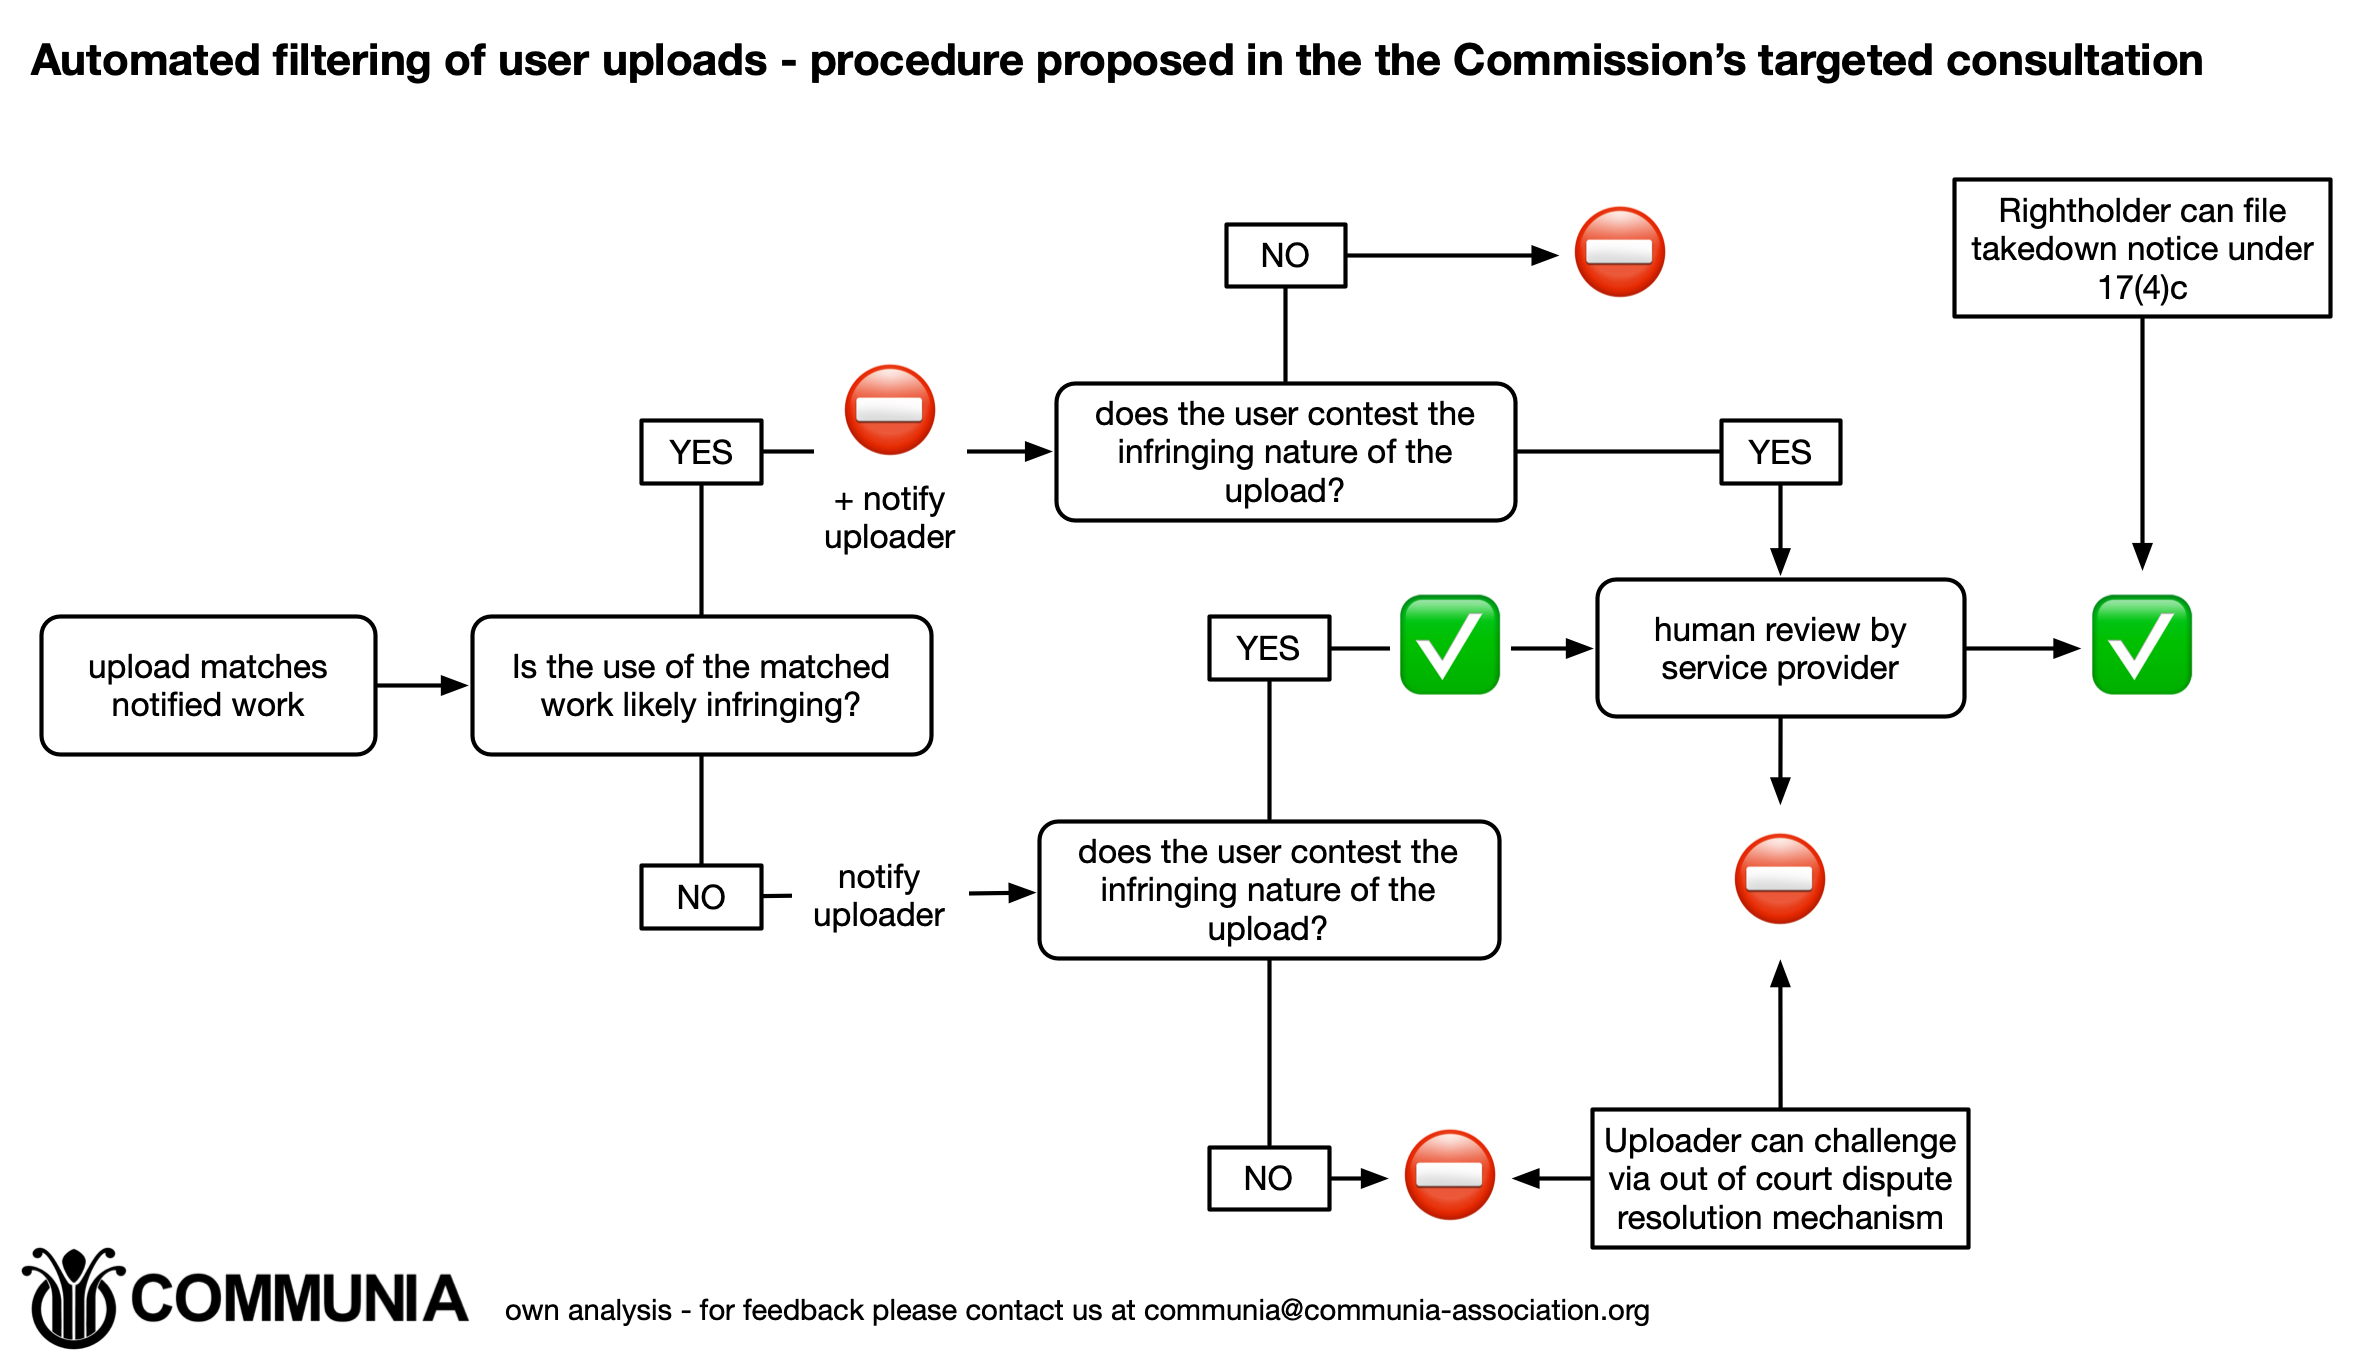 Automated filtering of user uploads - procedure proposed in the the Commission’s targeted consultation
Rightholder can file
takedown notice under
17(4)c
NO
does the user contest the
infringing nature of the
upload?
YES
+ notify
uploader
YES
upload matches
notified work
Is the use of the matched
work likely infringing?
YES
human review by
service provider
NO
notify
uploader
does the user contest the
infringing nature of the
upload?
NO
Uploader can challenge
via out of court dispute
resolution mechanism
COMMUNIA
own analysis - for feedback please contact us at communia@communia-association.org